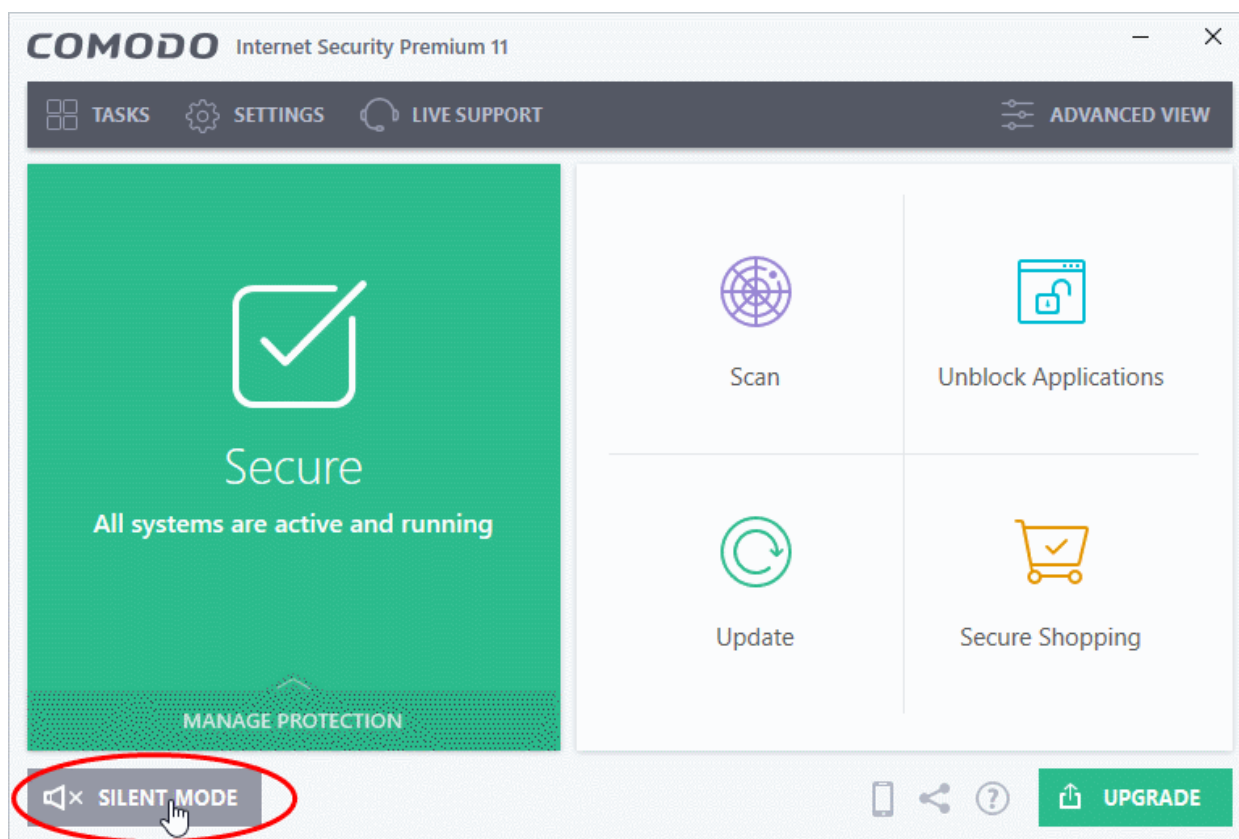 COMODO Internet Security Premium 11
TASKS SETTINGS LIVE SUPPORT ADVANCED VIEW
Secure
All systems are active and running
MANAGE PROTECTION
Scan
Unblock Applications
Update
Secure Shopping
SILENT MODE
?
UPGRADE